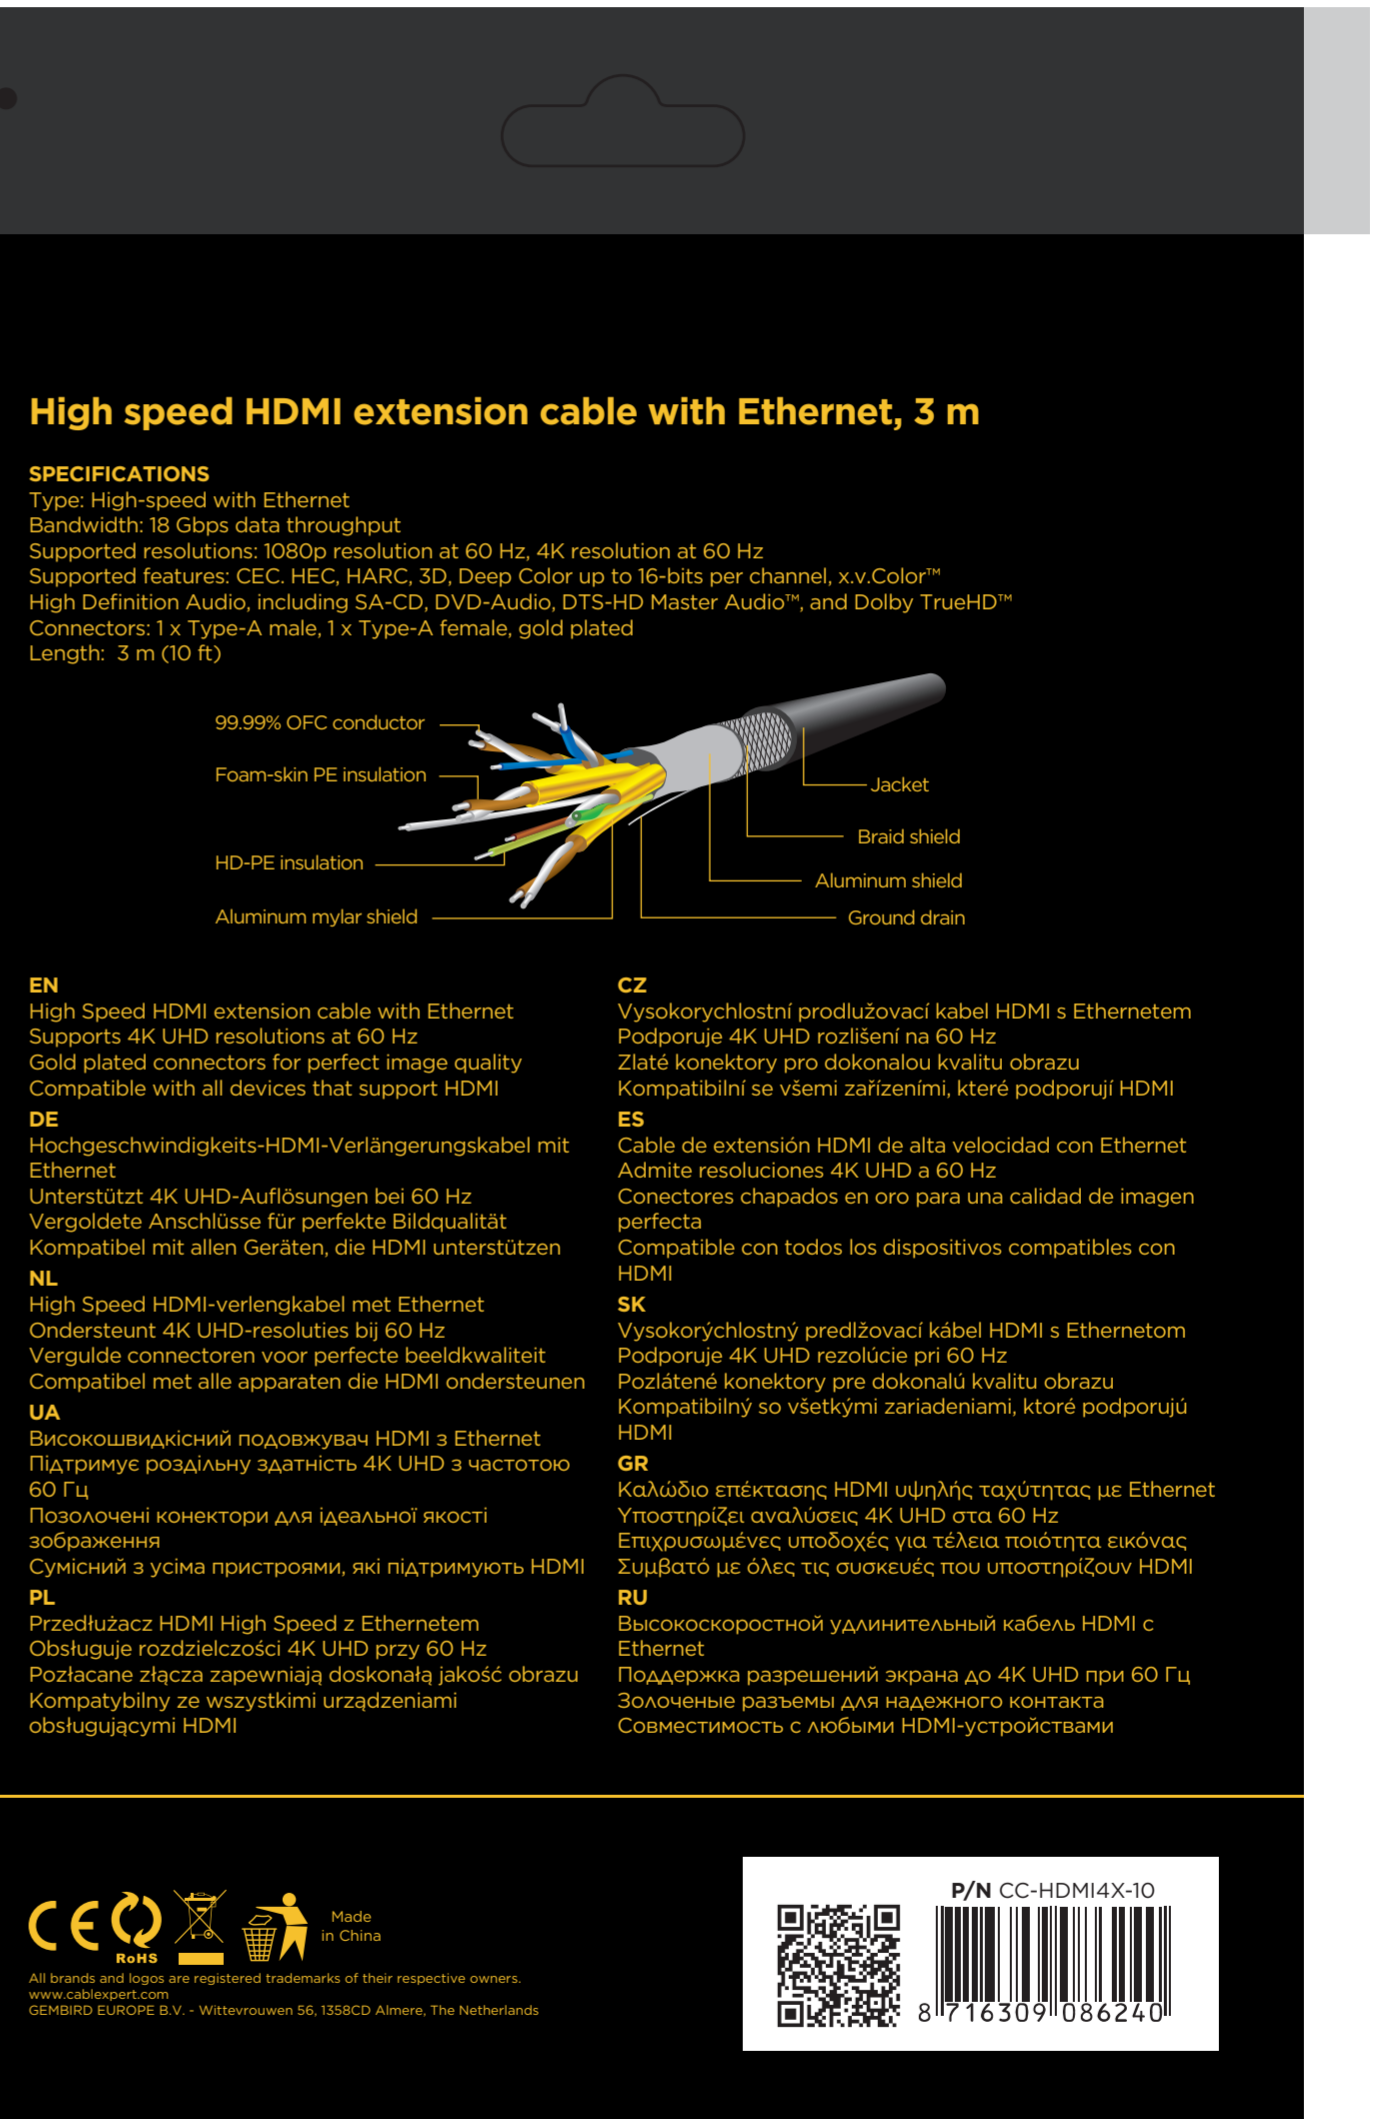 High speed HDMI extension cable with Ethernet, 3 m
SPECIFICATIONS
Type: High-speed with Ethernet
Bandwidth: 18 Gbps data throughput
Supported resolutions: 1080p resolution at 60 Hz, 4K resolution at 60 Hz
Supported features: CEC. HEC, HARC, 3D, Deep Color up to 16-bits per channel, x.v.Color™
High Definition Audio, including SA-CD, DVD-Audio, DTS-HD Master Audio™, and Dolby TrueHD™
Connectors: 1 x Type-A male, 1 x Type-A female, gold plated
Length: 3 m (10 ft)
99.99% OFC conductor
Foam-skin PE insulation
HD-PE insulation
Aluminum mylar shield
Jacket
Braid shield
Aluminum shield
Ground drain
EN
High Speed HDMI extension cable with Ethernet
Supports 4K UHD resolutions at 60 Hz
Gold plated connectors for perfect image quality
Compatible with all devices that support HDMI
DE
Hochgeschwindigkeits-HDMI-Verlängerungskabel mit
Ethernet
Unterstützt 4K UHD-Auflösungen bei 60 Hz
Vergoldete Anschlüsse für perfekte Bildqualität
Kompatibel mit allen Geräten, die HDMI unterstützen
NL
High Speed HDMI-verlengkabel met Ethernet
Ondersteunt 4K UHD-resoluties bij 60 Hz
Vergulde connectoren voor perfecte beeldkwaliteit
Compatibel met alle apparaten die HDMI ondersteunen
UA
Високошвидкісний подовжувач HDMI з Ethernet
Підтримує роздільну здатність 4K UHD з частотою
60 Гц
Позолочені конектори для ідеальної якості
зображення
Сумісний з усіма пристроями, які підтримують HDMI
PL
Przedłużacz HDMI High Speed z Ethernetem
Obsługuje rozdzielczości 4K UHD przy 60 Hz
Pozłacane złącza zapewniają doskonałą jakość obrazu
Kompatybilny ze wszystkimi urządzeniami
obsługującymi HDMI
CZ
Vysokorychlostní prodlužovací kabel HDMI s Ethernetem
Podporuje 4K UHD rozlišení na 60 Hz
Zlaté konektory pro dokonalou kvalitu obrazu
Kompatibilní se všemi zařízeními, které podporují HDMI
ES
Cable de extensión HDMI de alta velocidad con Ethernet
Admite resoluciones 4K UHD a 60 Hz
Conectores chapados en oro para una calidad de imagen
perfecta
Compatible con todos los dispositivos compatibles con
HDMI
SK
Vysokorýchlostný predlžovací kábel HDMI s Ethernetom
Podporuje 4K UHD rezolúcie pri 60 Hz
Pozlátené konektory pre dokonalú kvalitu obrazu
Kompatibilný so všetkými zariadeniami, ktoré podporujú
HDMI
GR
Καλώδιο επέκτασης HDMI υψηλής ταχύτητας με Ethernet
Υποστηρίζει αναλύσεις 4K UHD στα 60 Hz
Επιχρυσωμένες υποδοχές για τέλεια ποιότητα εικόνας
Συμβατό με όλες τις συσκευές που υποστηρίζουν HDMI
RU
Высокоскоростной удлинительный кабель HDMI с
Ethernet
Поддержка разрешений экрана до 4K UHD при 60 Гц
Золоченые разъемы для надежного контакта
Совместимость с любыми HDMI-устройствами
CE
RoHS
Made
in China
All brands and logos are registered trademarks of their respective owners.
www.cablexpert.com
GEMBIRD EUROPE B.V. - Wittevrouwen 56, 1358CD Almere, The Netherlands
P/N CC-HDMI4X-10
8 716309 086240